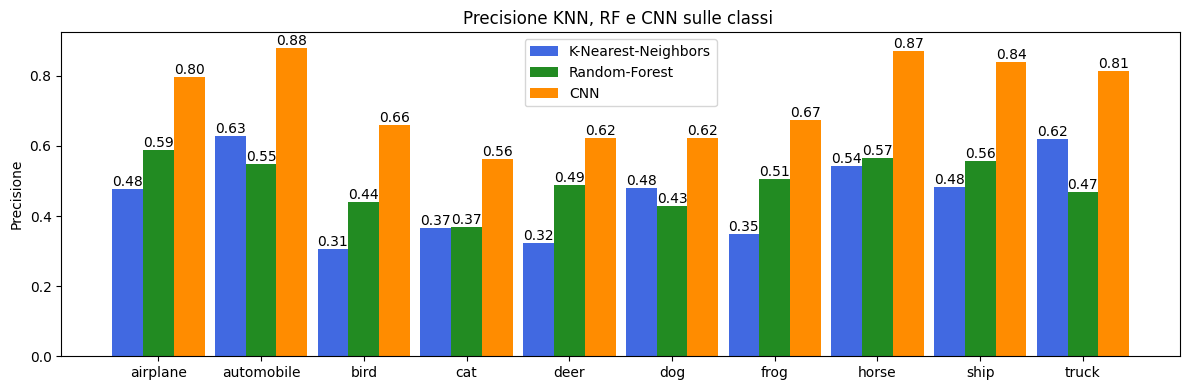 Precisione KNN, RF e CNN sulle classi
K-Nearest-Neighbors
Random-Forest
CNN
Precisione
0.8
0.6
0.4
0.2
0.0
0.48 0.59 0.80
0.63 0.55 0.88
0.31 0.44 0.66
0.37 0.37 0.56
0.32 0.49 0.62
0.48 0.43 0.62
0.35 0.51 0.67
0.54 0.57 0.87
0.48 0.56 0.84
0.62 0.47 0.81
airplane automobile bird cat deer dog frog horse ship truck